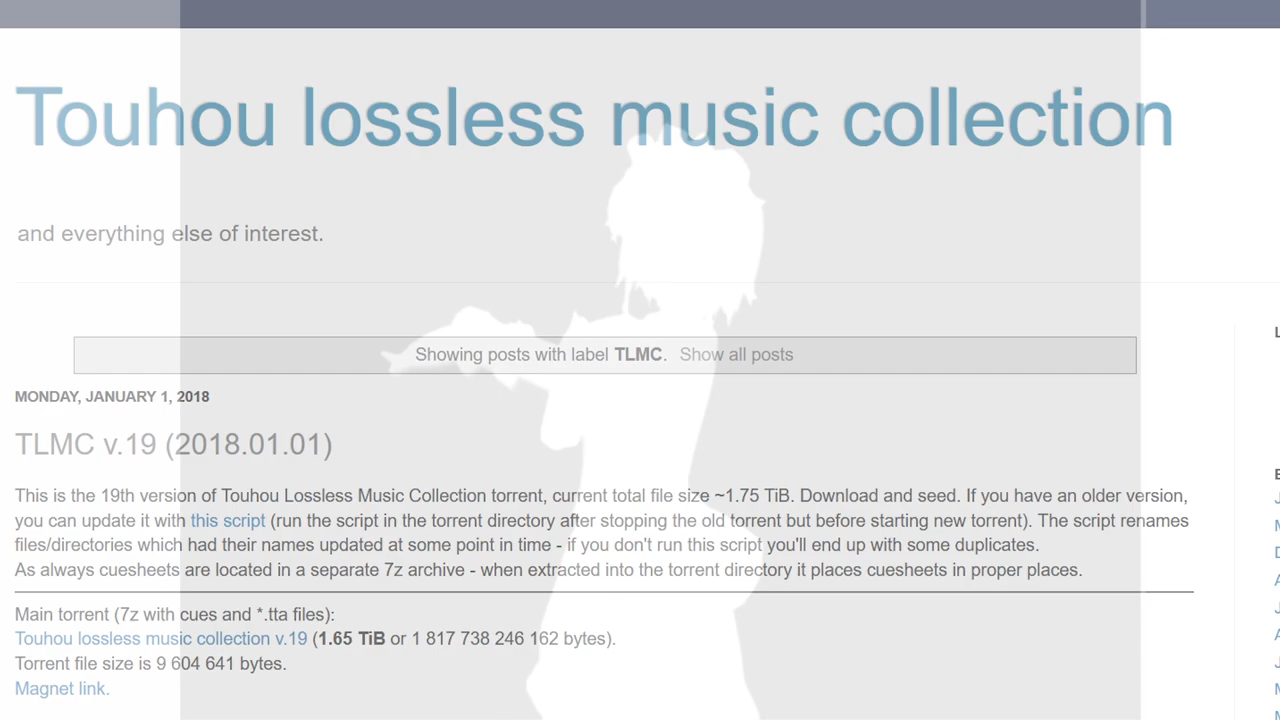 Touhou lossless music collection
and everything else of interest.
Showing posts with label TLMC. Show all posts
MONDAY, JANUARY 1, 2018
TLMC v.19 (2018.01.01)
This is the 19th version of Touhou Lossless Music Collection torrent, current total file size ~1.75 TiB. Download and seed. If you have an older version,
you can update it with this script (run the script in the torrent directory after stopping the old torrent but before starting new torrent). The script renames
files/directories which had their names updated at some point in time - if you don't run this script you'll end up with some duplicates.
As always cuesheets are located in a separate 7z archive - when extracted into the torrent directory it places cuesheets in proper places.
Main torrent (7z with cues and *.tta files):
Touhou lossless music collection v.19 (1.65 TiB or 1 817 738 246 162 bytes).
Torrent file size is 9 604 641 bytes.
Magnet link.